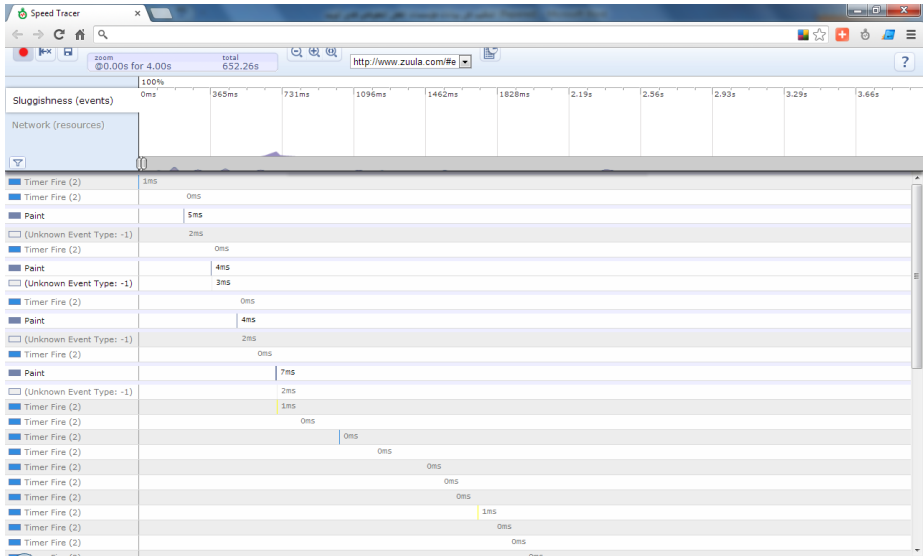 Speed Tracer
zoom total
@0.00s for 4.00s 652.26s
http://www.zuula.com/#e
?
100%
Sluggishness (events)
0ms 365ms 731ms 1096ms 1462ms 1828ms 2.19s 2.56s 2.93s 3.29s 3.66s
Network (resources)
Timer Fire (2) 1ms
Timer Fire (2) 0ms
Paint 5ms
(Unknown Event Type: -1) 2ms
Timer Fire (2) 0ms
Paint 4ms
(Unknown Event Type: -1) 3ms
Timer Fire (2) 0ms
Paint 4ms
(Unknown Event Type: -1) 2ms
Timer Fire (2) 0ms
Paint 7ms
(Unknown Event Type: -1) 2ms
Timer Fire (2) 1ms
Timer Fire (2) 0ms
Timer Fire (2) 0ms
Timer Fire (2) 0ms
Timer Fire (2) 0ms
Timer Fire (2) 0ms
Timer Fire (2) 0ms
Timer Fire (2) 1ms
Timer Fire (2) 0ms
Timer Fire (2) 0ms